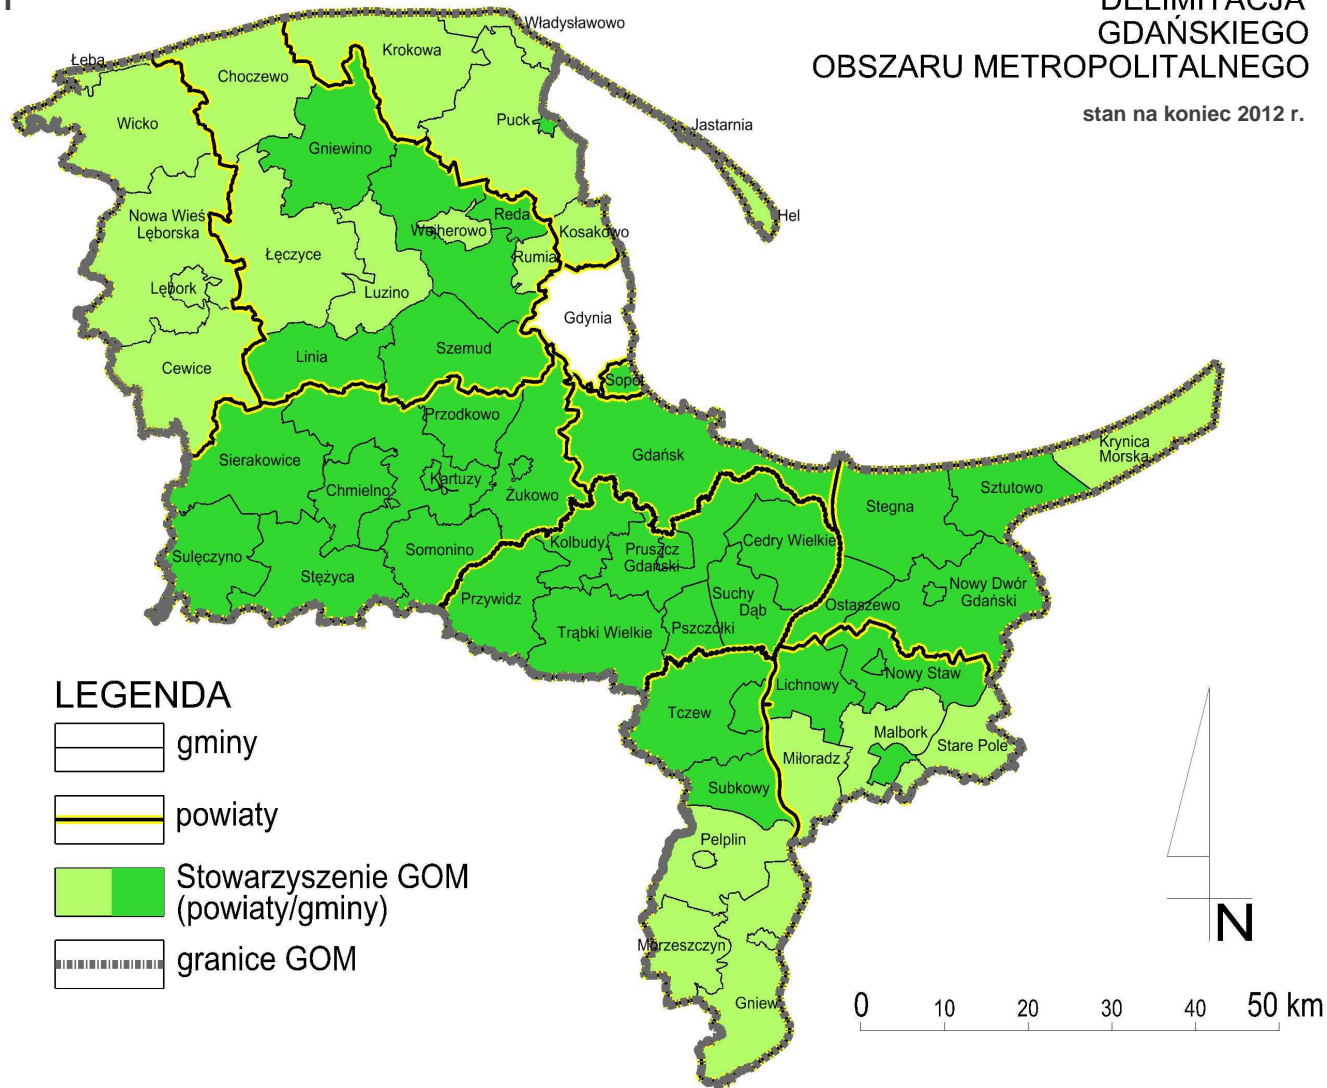 DELIMITACJA
GDAŃSKIEGO
OBSZARU METROPOLITALNEGO
stan na koniec 2012 r.
Władysławowo
Krokowa
Łeba
Choczewo
Wicko
Puck
Jastarnia
Gniewino
Hel
Nowa Wieś
Lęborska
Reda
Wejherowo
Kosakowo
Łęczyce
Rumia
Lębork
Luzino
Gdynia
Linia
Szemud
Cewice
Sopot
Przodkowo
Krynica
Morska
Sierakowice
Gdańsk
Kartuzy
Chmielno
Żukowo
Sztutowo
Stegna
Kolbudy
Cedry Wielkie
Somonino
Pruszcz
Gdański
Sulęczyno
Stężyca
Nowy Dwór
Gdański
Przywidz
Suchy
Dąb
Ostaszewo
Pszczółki
Trąbki Wielkie
Nowy Staw
Lichnowy
Tczew
Malbork
Stare Pole
Miłoradz
Subkowy
Pelplin
Morzeszczyn
Gniew
LEGENDA
gminy
powiaty
Stowarzyszenie GOM
(powiaty/gminy)
granice GOM
N
0 10 20 30 40 50 km